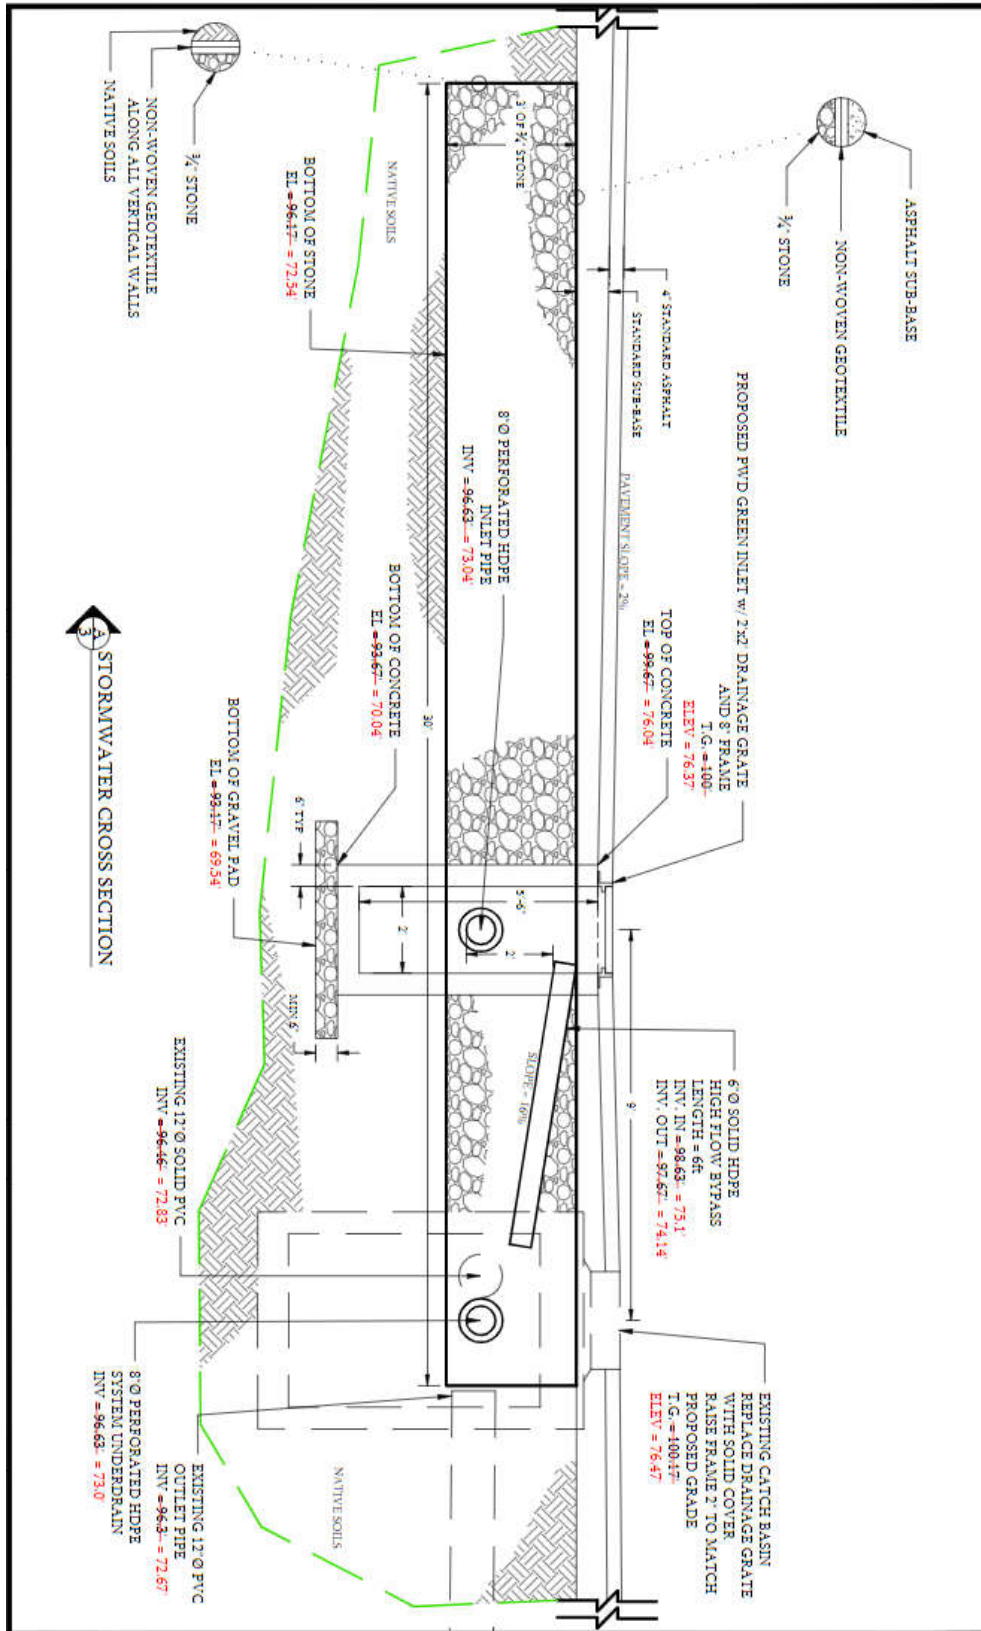 ASPHALT SUB-BASE
NON-WOVEN GEOTEXTILE
¾" STONE
4" STANDARD ASPHALT
STANDARD SUB-BASE
PAVEMENT SLOPE = 2%
PROPOSED PWD GREEN INLET w/ 2'x2' DRAINAGE GRATE
AND 8" FRAME
T.G. = 100'
ELEV = 76.37'
TOP OF CONCRETE
EL = 99.67' = 76.04'
9'
6"Ø SOLID HDPE
HIGH FLOW BYPASS
LENGTH = 6ft
INV. IN = 98.63' = 75.1'
INV. OUT = 97.67' = 74.14'
EXISTING CATCH BASIN
REPLACE DRAINAGE GRATE
WITH SOLID COVER
RAISE FRAME 2" TO MATCH
PROPOSED GRADE
T.G. = 100.17'
ELEV = 76.47'
3' OF ¾" STONE
8"Ø PERFORATED HDPE
INLET PIPE
INV = 96.63' = 73.04'
5'-6"
2'
2'
SLOPE = 16%
NATIVE SOILS
30'
BOTTOM OF STONE
EL = 96.17' = 72.54'
BOTTOM OF CONCRETE
EL = 93.67' = 70.04'
6" TYP
MIN 6"
BOTTOM OF GRAVEL PAD
EL = 93.17' = 69.54'
NATIVE SOILS
EXISTING 12"Ø SOLID PVC
INV = 96.46' = 72.83'
EXISTING 12"Ø PVC
OUTLET PIPE
INV = 96.3' = 72.67'
8"Ø PERFORATED HDPE
SYSTEM UNDERDRAIN
INV = 96.63' = 73.0'
¾" STONE
NON-WOVEN GEOTEXTILE
ALONG ALL VERTICAL WALLS
NATIVE SOILS
A
3
STORMWATER CROSS SECTION